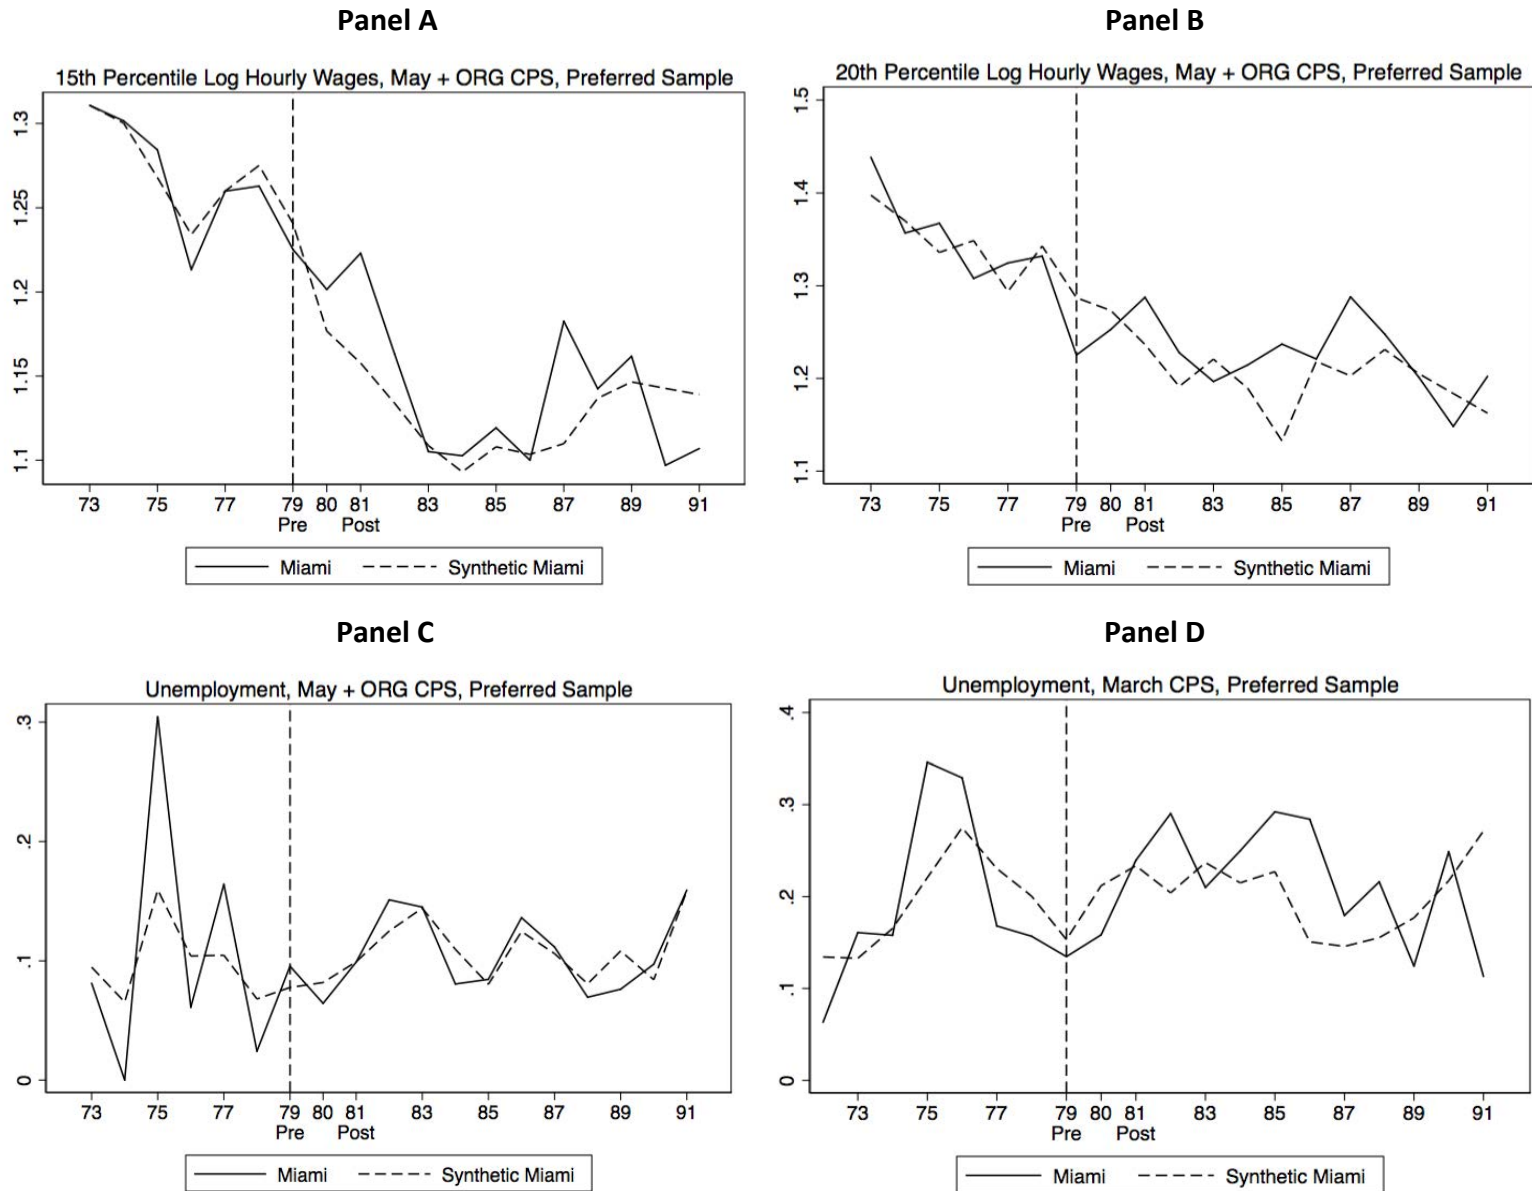 Panel A
15th Percentile Log Hourly Wages, May + ORG CPS, Preferred Sample
1.3
1.25
1.2
1.15
1.1
73 75 77 79 80 81 83 85 87 89 91
Pre Post
Miami Synthetic Miami
Panel B
20th Percentile Log Hourly Wages, May + ORG CPS, Preferred Sample
1.5
1.4
1.3
1.2
1.1
73 75 77 79 80 81 83 85 87 89 91
Pre Post
Miami Synthetic Miami
Panel C
Unemployment, May + ORG CPS, Preferred Sample
.3
.2
.1
0
73 75 77 79 80 81 83 85 87 89 91
Pre Post
Miami Synthetic Miami
Panel D
Unemployment, March CPS, Preferred Sample
.4
.3
.2
.1
0
73 75 77 79 80 81 83 85 87 89 91
Pre Post
Miami Synthetic Miami